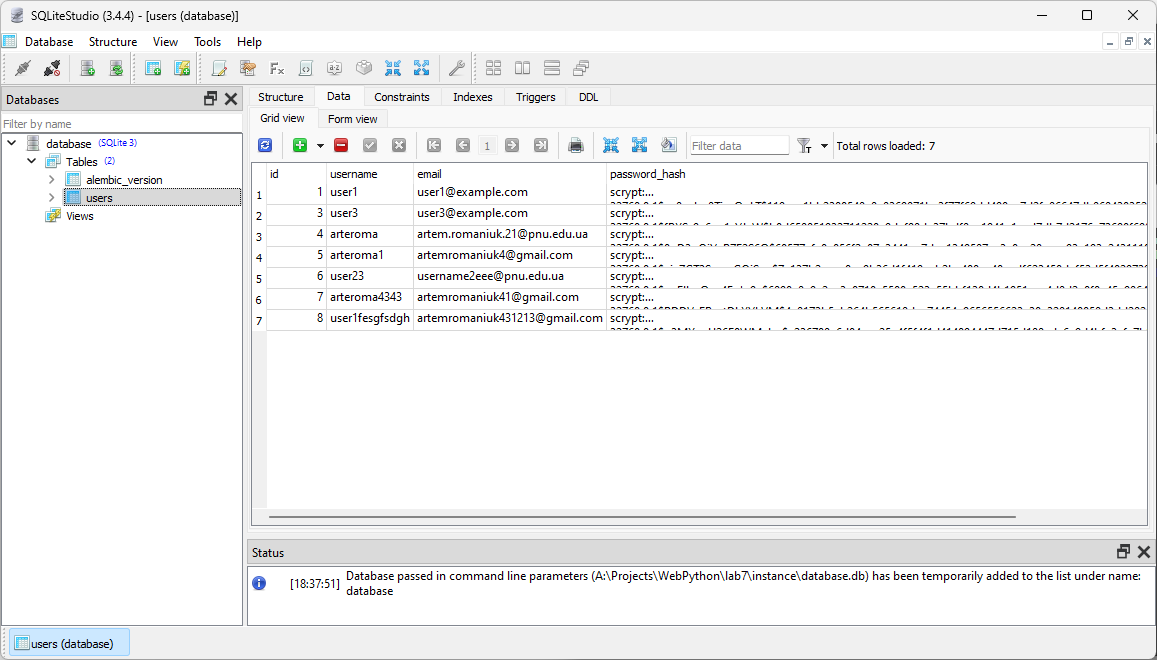 SQLiteStudio (3.4.4) - [users (database)]
Database Structure View Tools Help
Databases
Filter by name
database (SQLite 3)
Tables (2)
alembic_version
users
Views
Structure Data Constraints Indexes Triggers DDL
Grid view Form view
1 Filter data Total rows loaded: 7
id username email password_hash
1 1 user1 user1@example.com scrypt:...
2 3 user3 user3@example.com scrypt:...
3 4 arteroma artem.romaniuk.21@pnu.edu.ua scrypt:...
4 5 arteroma1 artemromaniuk4@gmail.com scrypt:...
5 6 user23 username2eee@pnu.edu.ua scrypt:...
6 7 arteroma4343 artemromaniuk41@gmail.com scrypt:...
7 8 user1fesgfsdgh artemromaniuk431213@gmail.com scrypt:...
Status
[18:37:51] Database passed in command line parameters (A:\Projects\WebPython\lab7\instance\database.db) has been temporarily added to the list under name:
database
users (database)